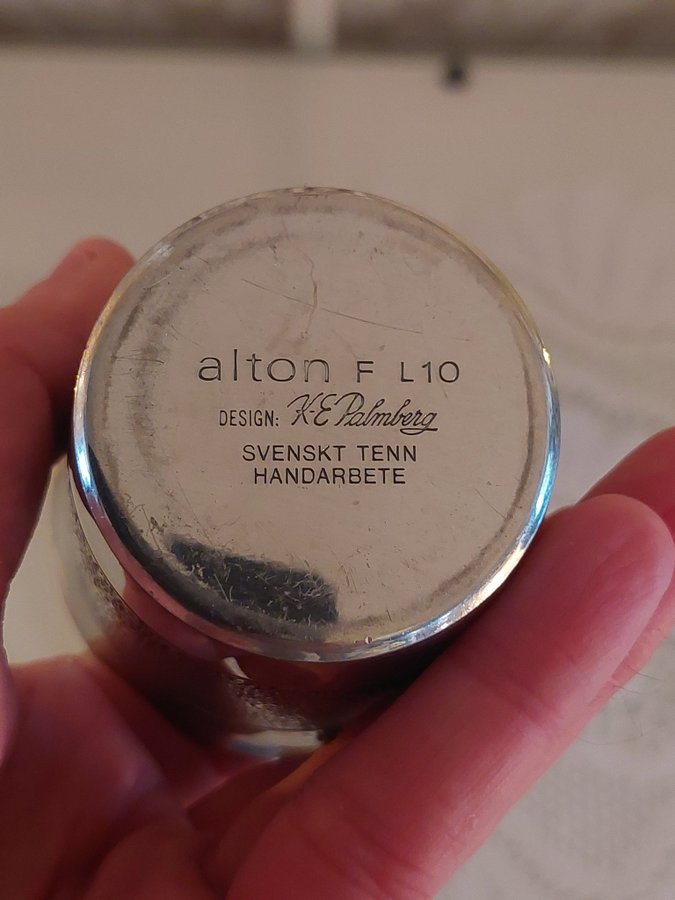 alton F L10
DESIGN: K-E Palmberg
SVENSKT TENN
HANDARBETE